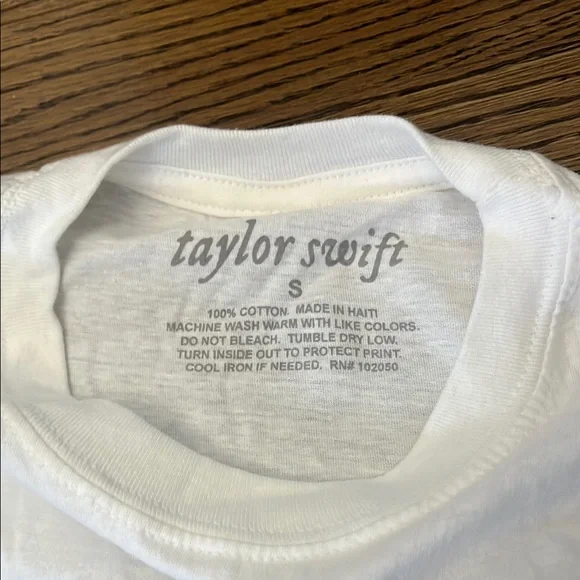 taylor swift
S
100% COTTON. MADE IN HAITI
MACHINE WASH WARM WITH LIKE COLORS.
DO NOT BLEACH. TUMBLE DRY LOW.
TURN INSIDE OUT TO PROTECT PRINT.
COOL IRON IF NEEDED. RN# 102050